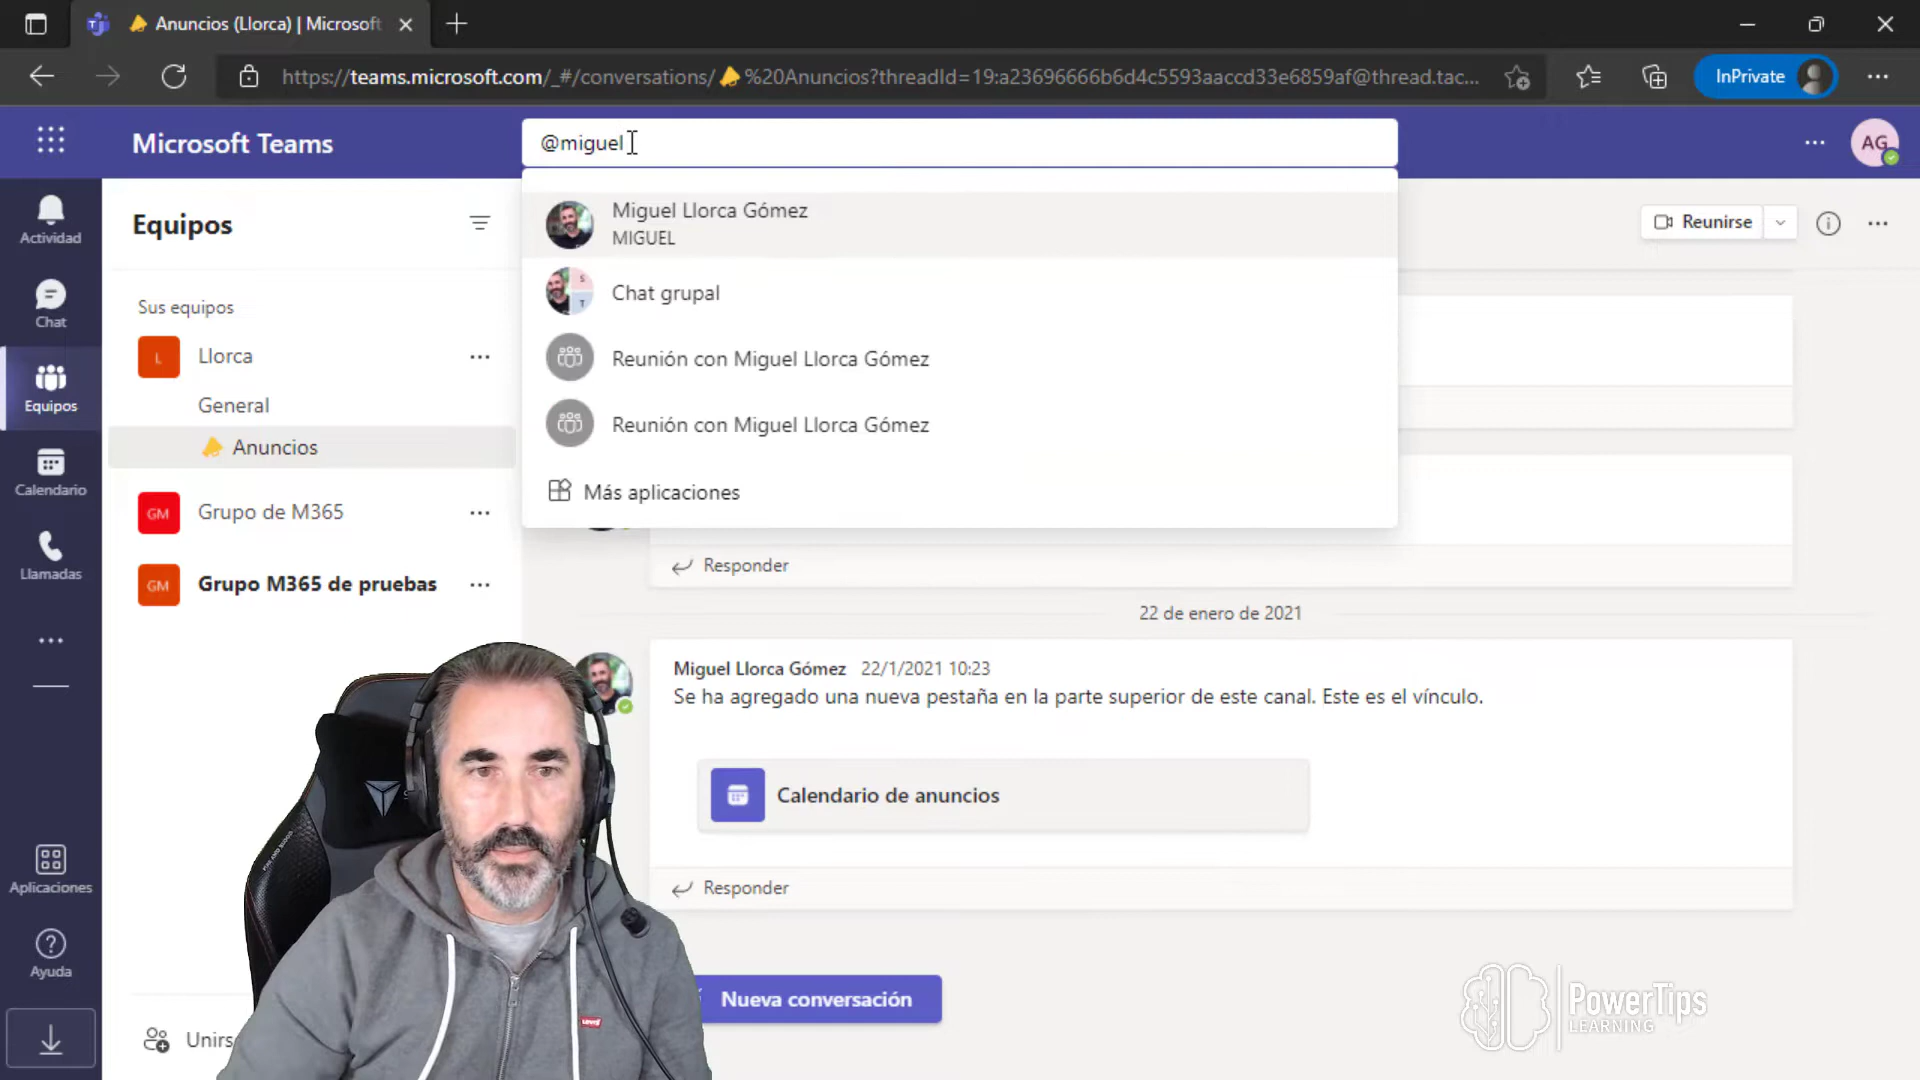 Anuncios (Llorca) | Microsoft
https://teams.microsoft.com/_#/conversations/📣%20Anuncios?threadId=19:a23696666b6d4c5593aaccd33e6859af@thread.tac...
InPrivate
Microsoft Teams
@miguel
AG
Actividad
Chat
Equipos
Calendario
Llamadas
Aplicaciones
Ayuda
Equipos
Sus equipos
L
Llorca
General
📣 Anuncios
GM
Grupo de M365
GM
Grupo M365 de pruebas
Unirs
Miguel Llorca Gómez
MIGUEL
S
T
Chat grupal
Reunión con Miguel Llorca Gómez
Reunión con Miguel Llorca Gómez
Más aplicaciones
Reunirse
Responder
22 de enero de 2021
Miguel Llorca Gómez 22/1/2021 10:23
Se ha agregado una nueva pestaña en la parte superior de este canal. Este es el vínculo.
Calendario de anuncios
Responder
Nueva conversación
Levi's
PowerTips
LEARNING